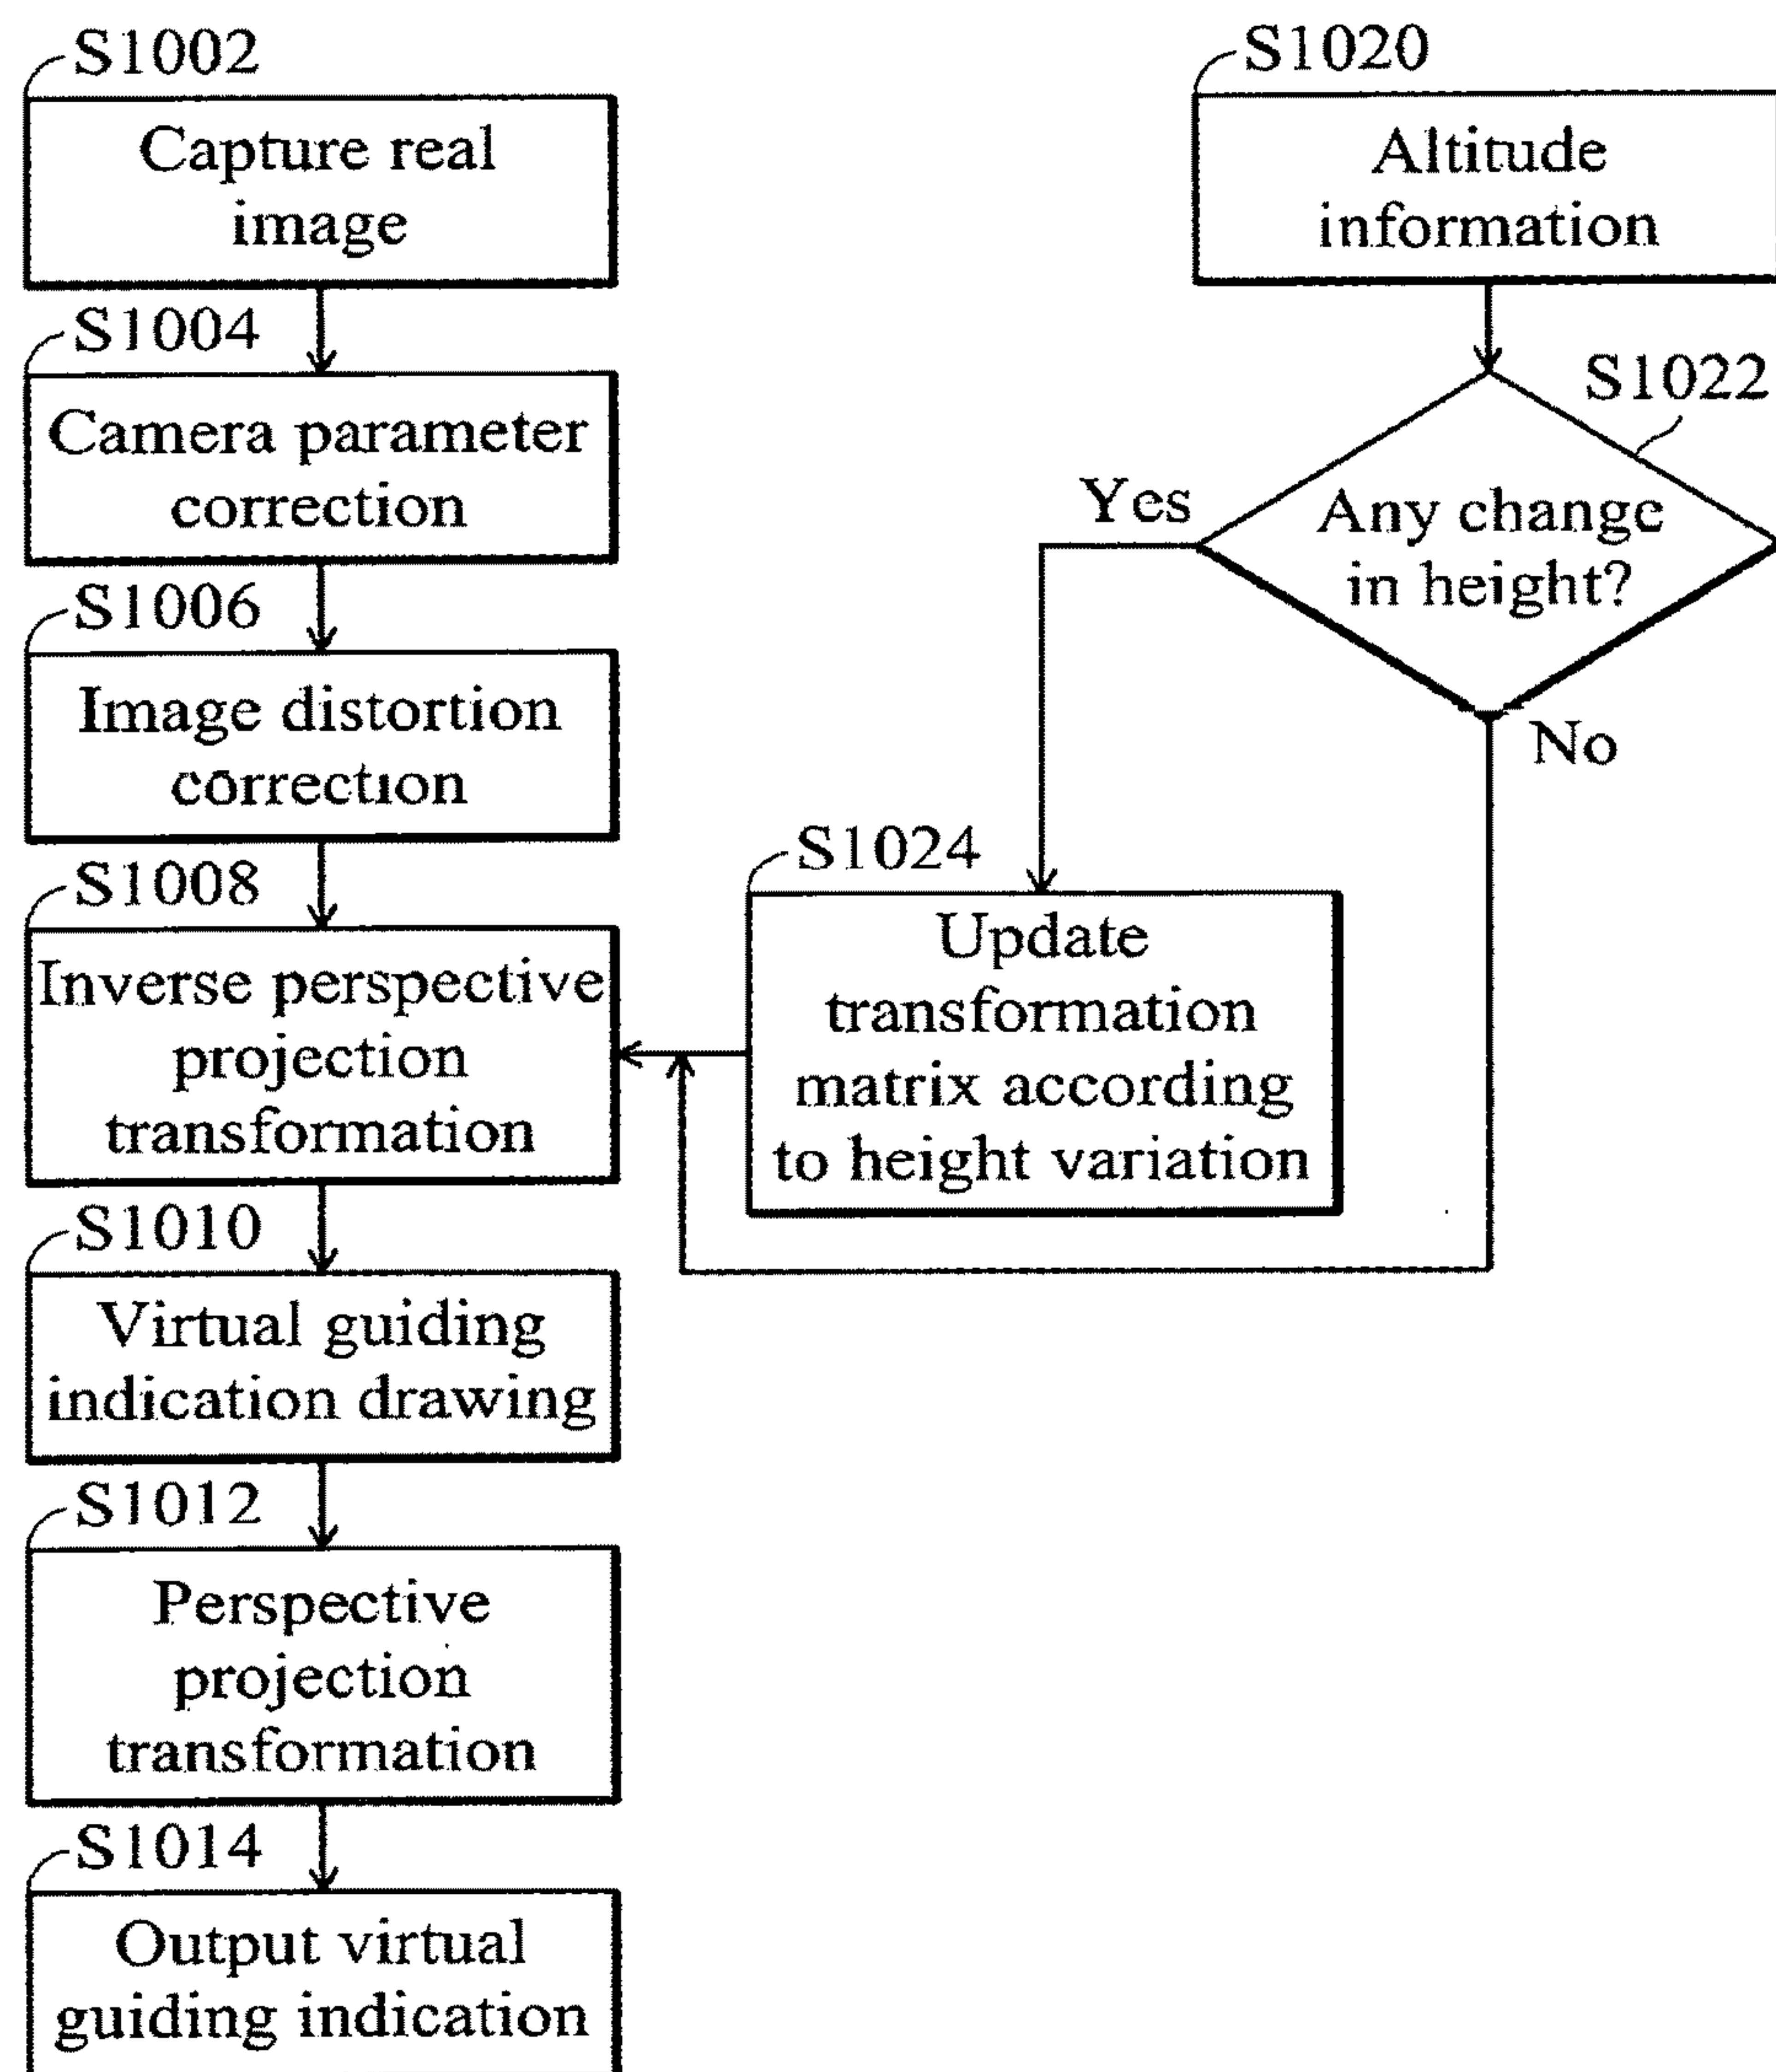 S1002
Capture real
image
S1004
Camera parameter
correction
S1006
Image distortion
correction
S1008
Inverse perspective
projection
transformation
S1010
Virtual guiding
indication drawing
S1012
Perspective
projection
transformation
S1014
Output virtual
guiding indication
S1020
Altitude
information
S1022
Any change
in height?
Yes
No
S1024
Update
transformation
matrix according
to height variation